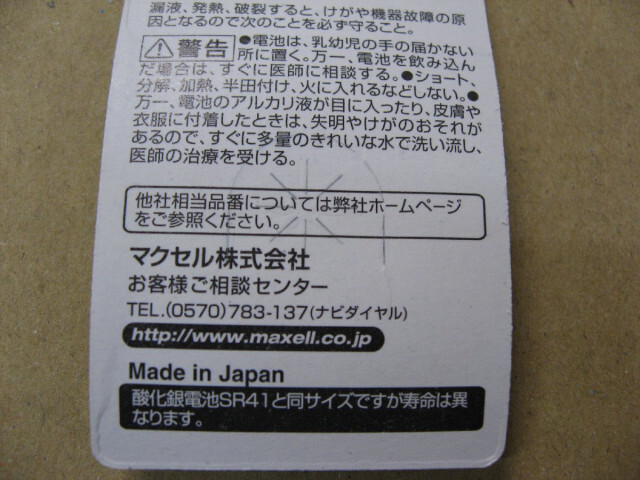 漏液、発熱、破裂すると、けがや機器故障の原
因となるので次のことを必ず守ること。
警告 ●電池は、乳幼児の手の届かない
所に置く。万一、電池を飲み込ん
だ場合は、すぐに医師に相談する。●ショート、
分解、加熱、半田付け、火に入れるなどしない。●
万一、電池のアルカリ液が目に入ったり、皮膚や
衣服に付着したときは、失明やけがのおそれが
あるので、すぐに多量のきれいな水で洗い流し、
医師の治療を受ける。
他社相当品番については弊社ホームページ
をご参照ください。
マクセル株式会社
お客様ご相談センター
TEL.(0570)783-137(ナビダイヤル)
http://www.maxell.co.jp
Made in Japan
酸化銀電池SR41と同サイズですが寿命は異
なります。